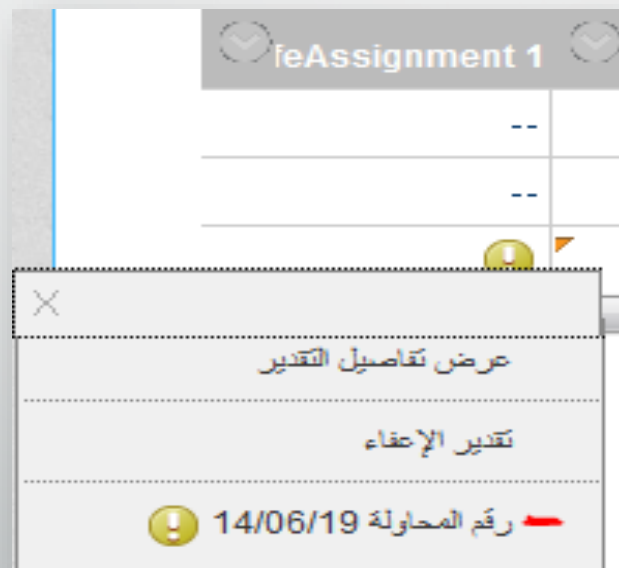 feAssignment 1
--
--
عرض تفاصيل التقدير
تقدير الإعفاء
رقم المحاولة 14/06/19